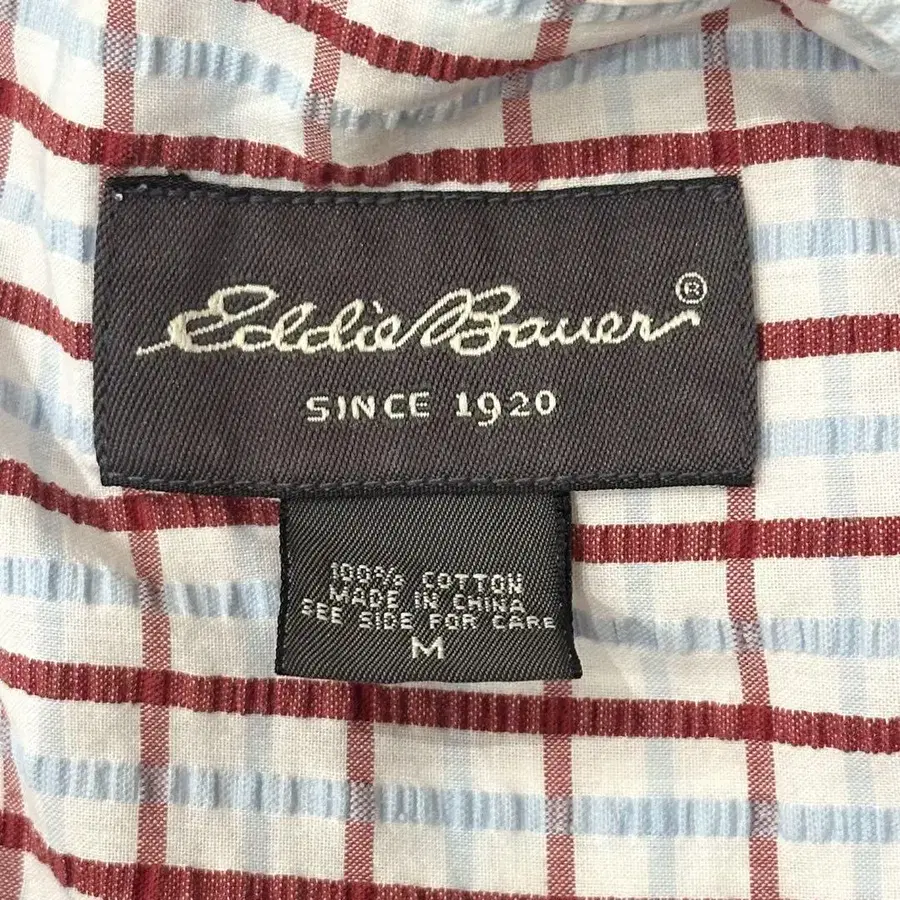 Eddie Bauer®
SINCE 1920
100% COTTON
MADE IN CHINA
SEE SIDE FOR CARE
M